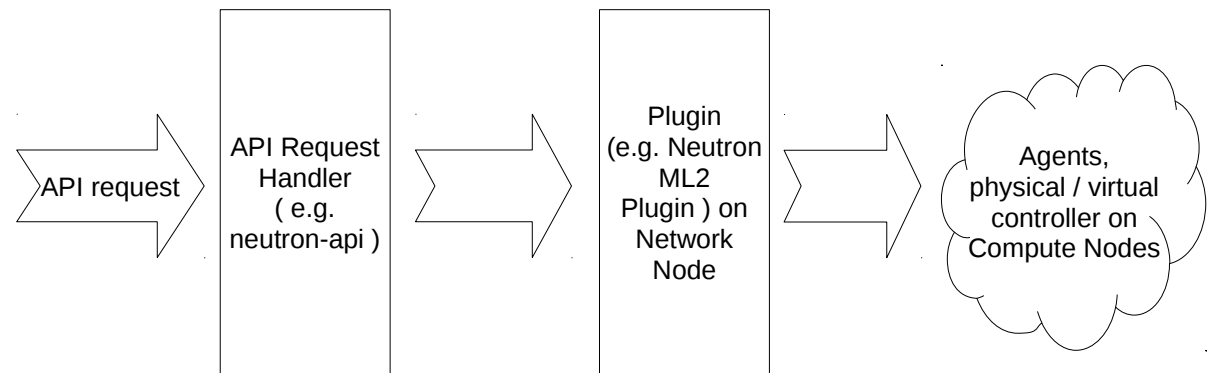 API request
API Request
Handler
( e.g.
neutron-api )
Plugin
(e.g. Neutron
ML2
Plugin ) on
Network
Node
Agents,
physical / virtual
controller on
Compute Nodes